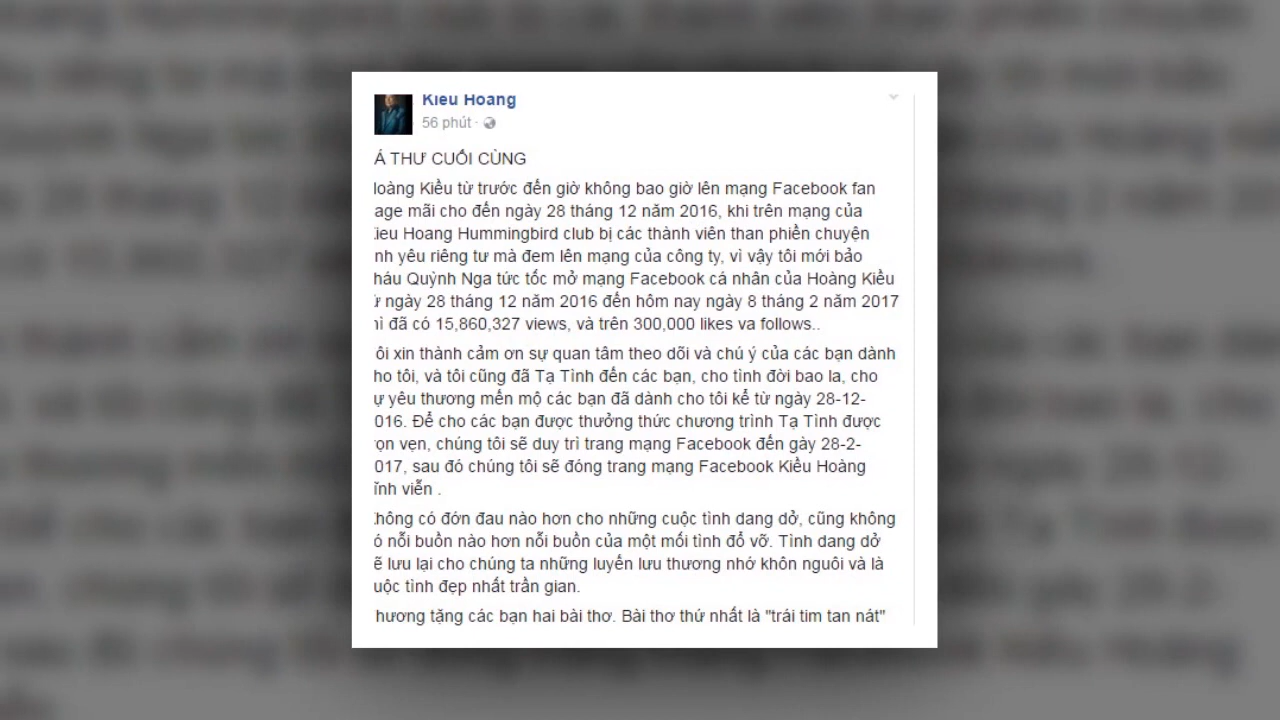 Kieu Hoang
56 phút ·
Á THƯ CUỐI CÙNG
loàng Kiều từ trước đến giờ không bao giờ lên mạng Facebook fan
age mãi cho đến ngày 28 tháng 12 năm 2016, khi trên mạng của
ieu Hoang Hummingbird club bị các thành viên than phiền chuyện
nh yêu riêng tư mà đem lên mạng của công ty, vì vậy tôi mới bảo
háu Quỳnh Nga tức tốc mở mạng Facebook cá nhân của Hoàng Kiều
ừ ngày 28 tháng 12 năm 2016 đến hôm nay ngày 8 tháng 2 năm 2017
hì đã có 15,860,327 views, và trên 300,000 likes va follows..
ôi xin thành cảm ơn sự quan tâm theo dõi và chú ý của các bạn dành
ho tôi, và tôi cũng đã Tạ Tình đến các bạn, cho tình đời bao la, cho
ự yêu thương mến mộ các bạn đã dành cho tôi kể từ ngày 28-12-
016. Để cho các bạn được thưởng thức chương trình Tạ Tình được
ọn vẹn, chúng tôi sẽ duy trì trang mạng Facebook đến gày 28-2-
017, sau đó chúng tôi sẽ đóng trang mạng Facebook Kiều Hoàng
ĩnh viễn .
hông có đớn đau nào hơn cho những cuộc tình dang dở, cũng không
ó nỗi buồn nào hơn nỗi buồn của một mối tình đổ vỡ. Tình dang dở
ẽ lưu lại cho chúng ta những luyến lưu thương nhớ khôn nguôi và là
uộc tình đẹp nhất trần gian.
hương tặng các bạn hai bài thơ. Bài thơ thứ nhất là "trái tim tan nát"